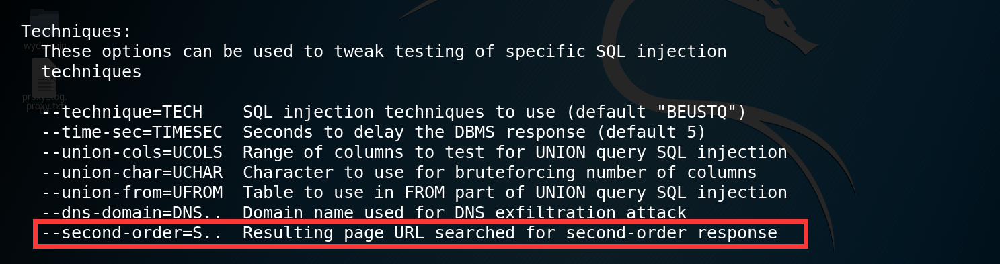 Techniques:
These options can be used to tweak testing of specific SQL injection
techniques
--technique=TECH    SQL injection techniques to use (default "BEUSTQ")
--time-sec=TIMESEC  Seconds to delay the DBMS response (default 5)
--union-cols=UCOLS  Range of columns to test for UNION query SQL injection
--union-char=UCHAR  Character to use for bruteforcing number of columns
--union-from=UFROM  Table to use in FROM part of UNION query SQL injection
--dns-domain=DNS..  Domain name used for DNS exfiltration attack
--second-order=S..  Resulting page URL searched for second-order response
proxy_log.
proxy.txt